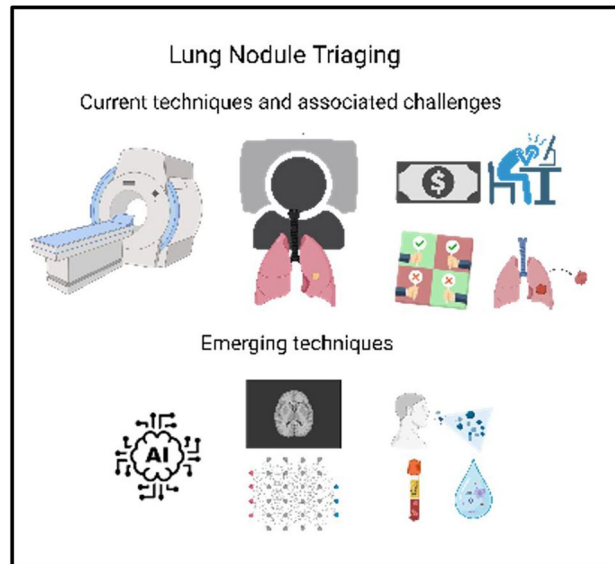 Lung Nodule Triaging
Current techniques and associated challenges
$
Emerging techniques
AI